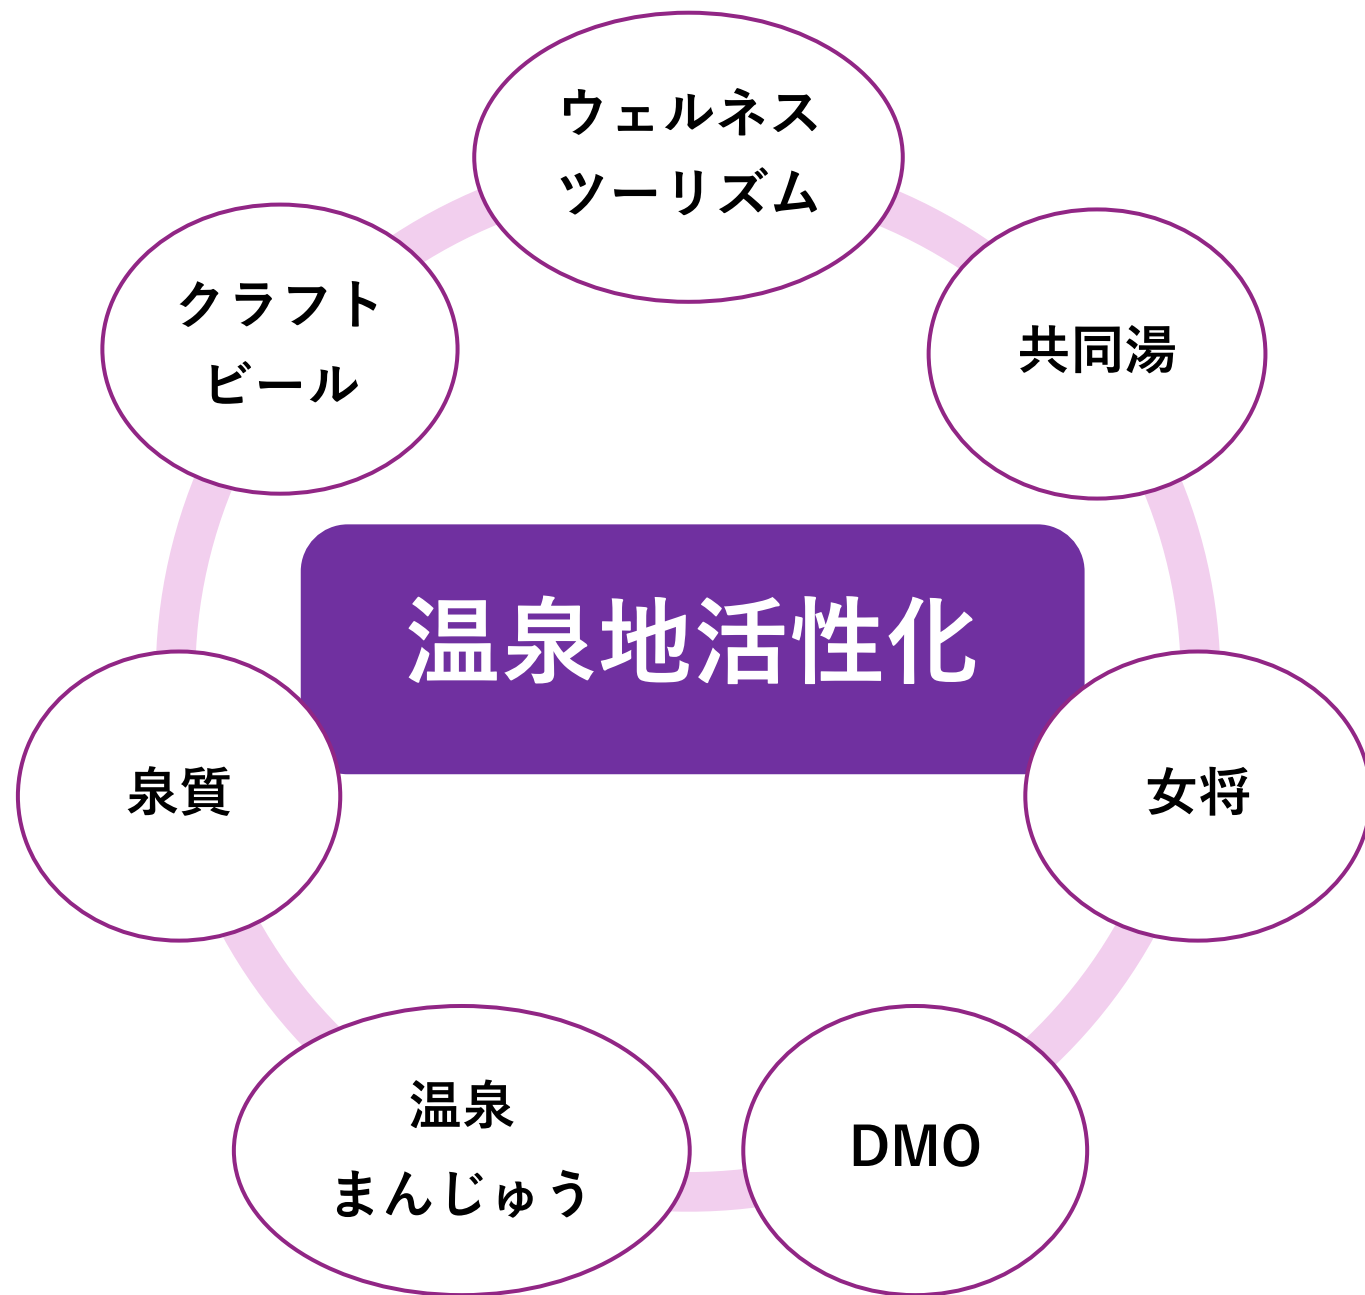 ウェルネス
ツーリズム
共同湯
女将
DMO
温泉
まんじゅう
泉質
クラフト
ビール
温泉地活性化